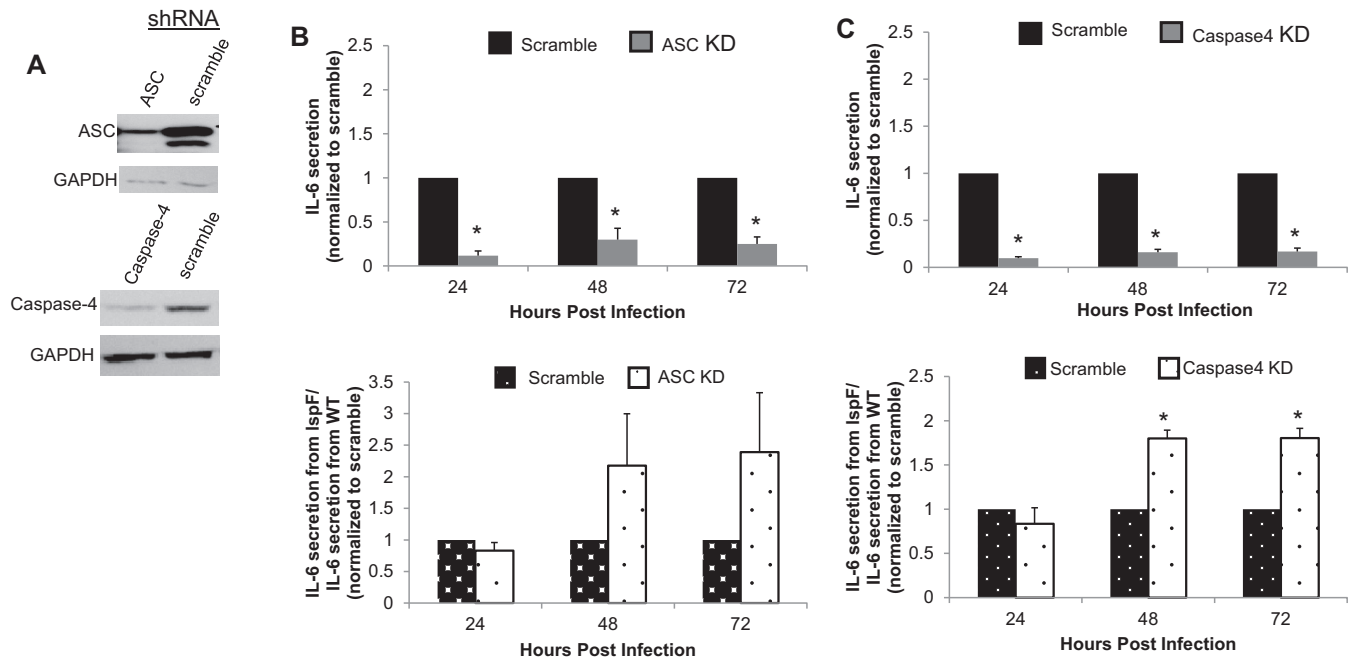 shRNA
A
ASC
scramble
ASC
GAPDH
Caspase-4
scramble
Caspase-4
GAPDH
B
Scramble
ASC KD
IL-6 secretion
(normalized to scramble)
2.5
2
1.5
1
0.5
0
*
*
*
24
48
72
Hours Post Infection
Scramble
ASC KD
IL-6 secretion from lspF/
IL-6 secretion from WT
(normalized to scramble)
3.5
3
2.5
2
1.5
1
0.5
0
24
48
72
Hours Post Infection
C
Scramble
Caspase4 KD
IL-6 secretion
(normalized to scramble)
2.5
2
1.5
1
0.5
0
*
*
*
24
48
72
Hours Post Infection
Scramble
Caspase4 KD
IL-6 secretion from lspF/
IL-6 secretion from WT
(normalized to scramble)
2.5
2
1.5
1
0.5
0
*
*
24
48
72
Hours Post Infection